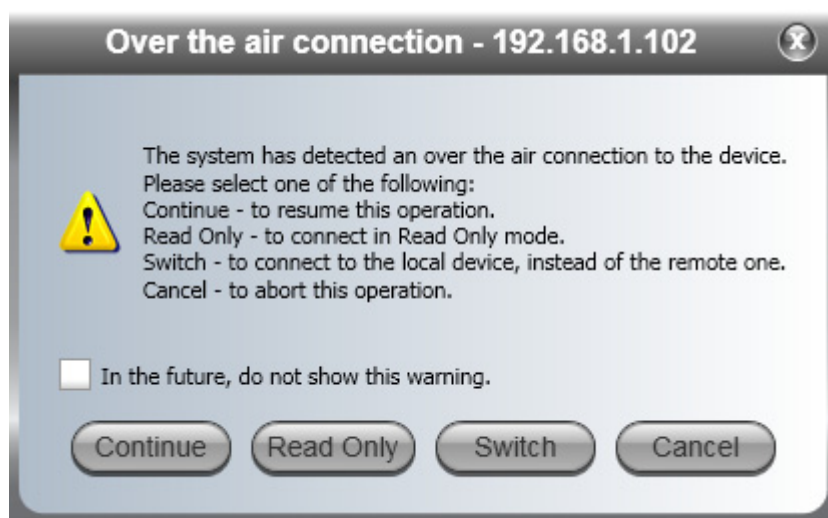 Over the air connection - 192.168.1.102
The system has detected an over the air connection to the device.
Please select one of the following:
Continue - to resume this operation.
Read Only - to connect in Read Only mode.
Switch - to connect to the local device, instead of the remote one.
Cancel - to abort this operation.
In the future, do not show this warning.
Continue Read Only Switch Cancel